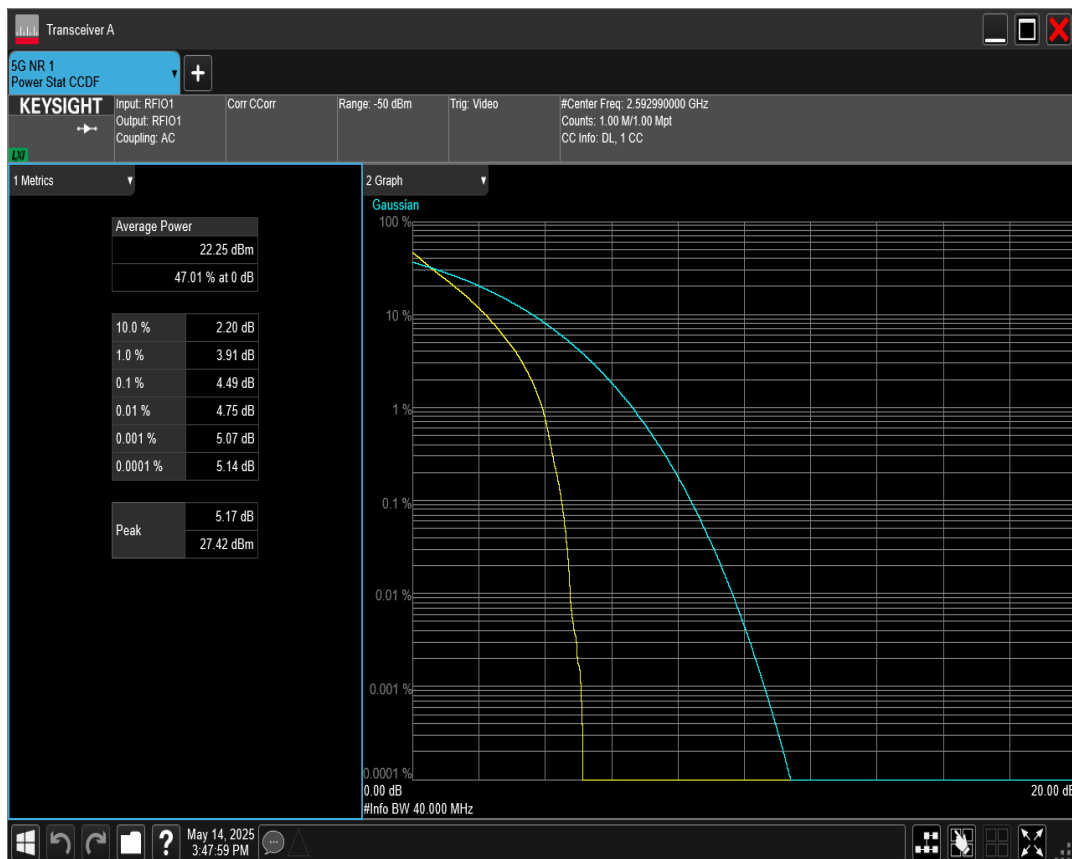 Transceiver A
5G NR 1
Power Stat CCDF
KEYSIGHT
LXI
Input: RFIO1
Output: RFIO1
Coupling: AC
Corr CCorr
Range: -50 dBm
Trig: Video
#Center Freq: 2.592990000 GHz
Counts: 1.00 M/1.00 Mpt
CC Info: DL, 1 CC
1 Metrics
Average Power
22.25 dBm
47.01 % at 0 dB
10.0 % 2.20 dB
1.0 % 3.91 dB
0.1 % 4.49 dB
0.01 % 4.75 dB
0.001 % 5.07 dB
0.0001 % 5.14 dB
Peak 5.17 dB
27.42 dBm
2 Graph
Gaussian
100 %
10 %
1 %
0.1 %
0.01 %
0.001 %
0.0001 %
0.00 dB 20.00 dB
#Info BW 40.000 MHz
May 14, 2025
3:47:59 PM